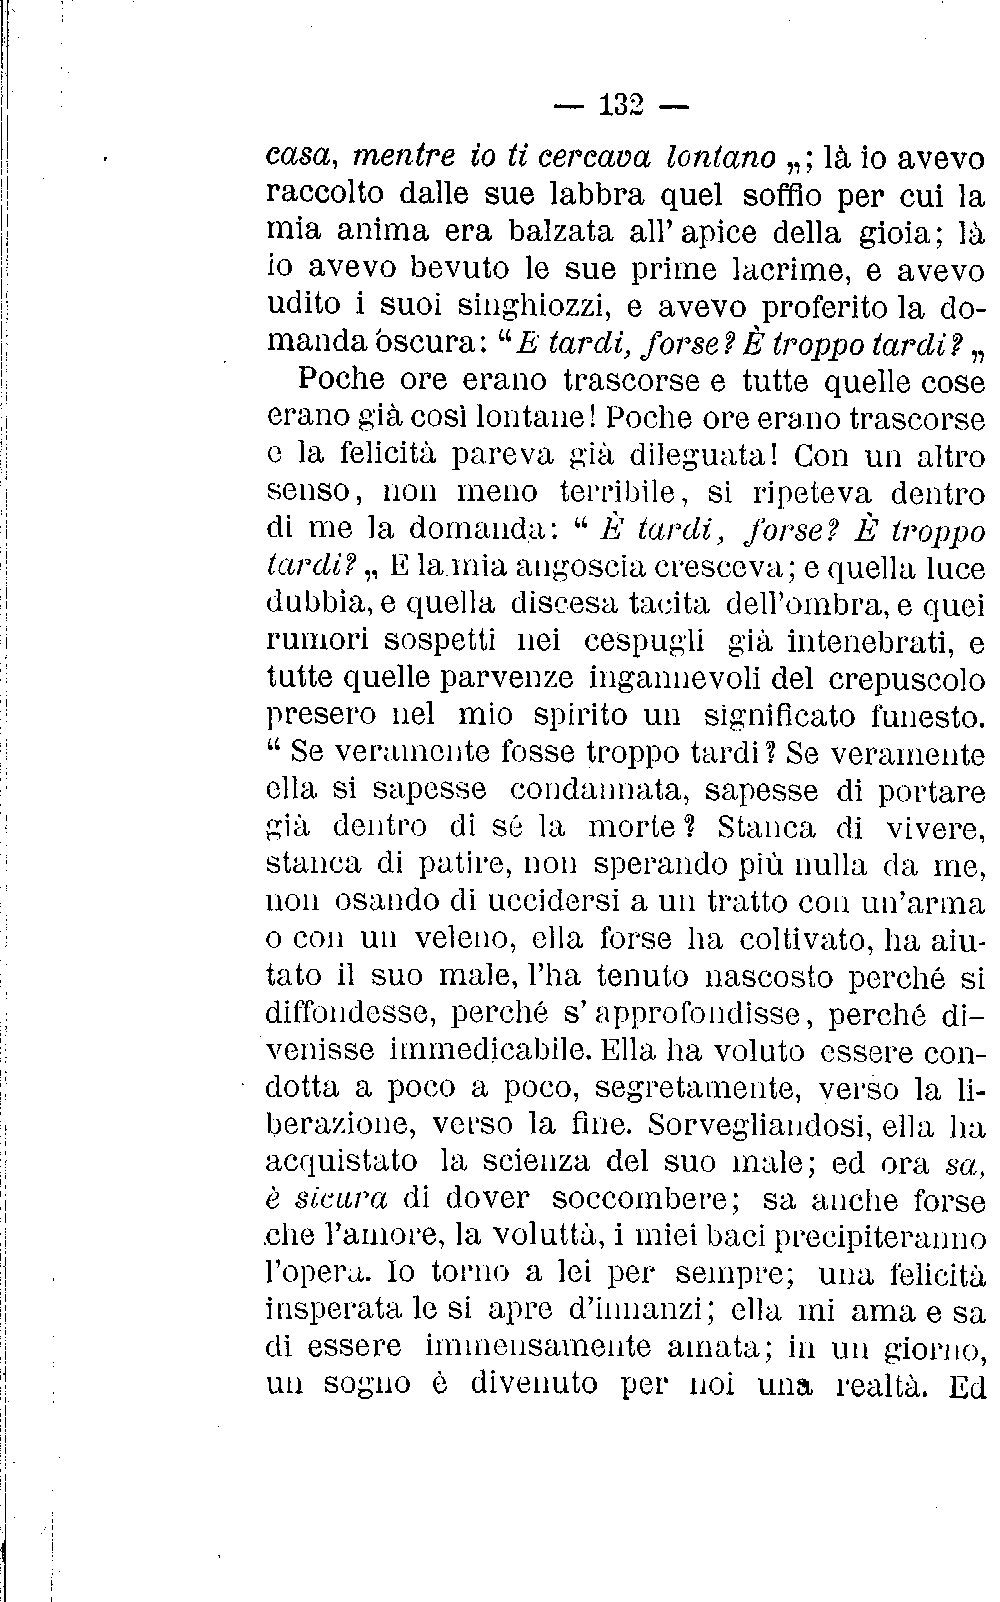 — 132 —
casa, mentre io ti cercava lontano „; là io avevo
raccolto dalle sue labbra quel soffio per cui la
mia anima era balzata all' apice della gioia; là
io avevo bevuto le sue prime lacrime, e avevo
udito i suoi singhiozzi, e avevo proferito la do-
manda oscura: “ E tardi, forse? È troppo tardi? „
Poche ore erano trascorse e tutte quelle cose
erano già così lontane! Poche ore erano trascorse
e la felicità pareva già dileguata! Con un altro
senso, non meno terribile, si ripeteva dentro
di me la domanda: “ È tardi, forse? È troppo
tardi? „ E la mia angoscia cresceva; e quella luce
dubbia, e quella discesa tacita dell'ombra, e quei
rumori sospetti nei cespugli già intenebrati, e
tutte quelle parvenze ingannevoli del crepuscolo
presero nel mio spirito un significato funesto.
“ Se veramente fosse troppo tardi? Se veramente
ella si sapesse condannata, sapesse di portare
già dentro di sé la morte? Stanca di vivere,
stanca di patire, non sperando più nulla da me,
non osando di uccidersi a un tratto con un'arma
o con un veleno, ella forse ha coltivato, ha aiu-
tato il suo male, l'ha tenuto nascosto perché si
diffondesse, perché s' approfondisse, perché di-
venisse immedicabile. Ella ha voluto essere con-
dotta a poco a poco, segretamente, verso la li-
berazione, verso la fine. Sorvegliandosi, ella ha
acquistato la scienza del suo male; ed ora sa,
è sicura di dover soccombere; sa anche forse
che l'amore, la voluttà, i miei baci precipiteranno
l'opera. Io torno a lei per sempre; una felicità
insperata le si apre d'innanzi; ella mi ama e sa
di essere immensamente amata; in un giorno,
un sogno è divenuto per noi una realtà. Ed